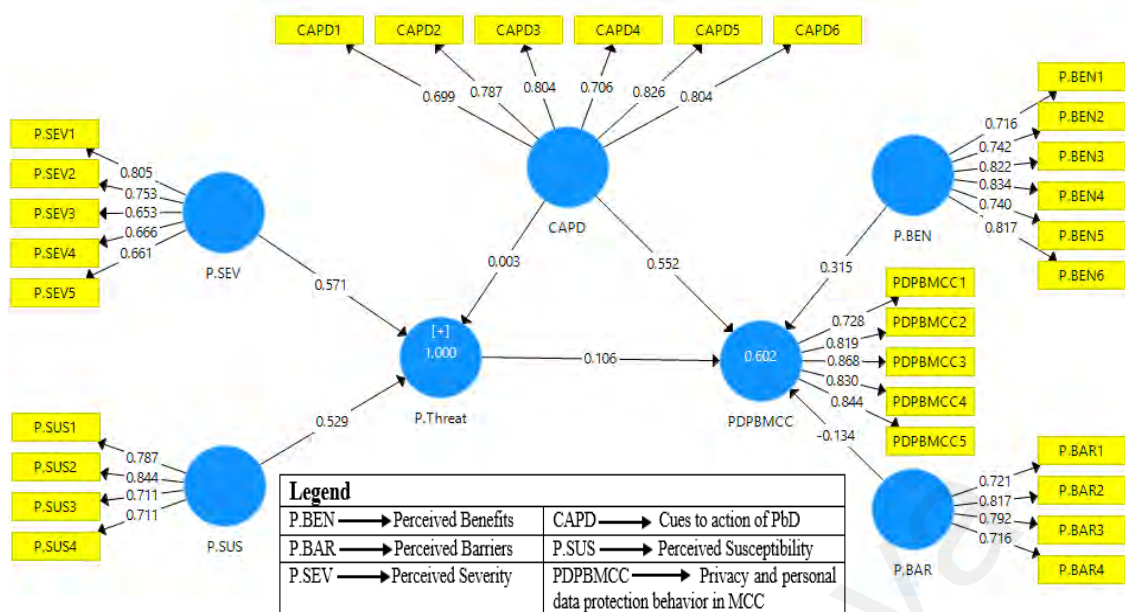 CAPD1 CAPD2 CAPD3 CAPD4 CAPD5 CAPD6
0.699 0.787 0.804 0.706 0.826 0.804
CAPD
P.SEV1
P.SEV2
P.SEV3
P.SEV4
P.SEV5
0.805
0.753
0.653
0.666
0.661
P.SEV
P.BEN1
P.BEN2
P.BEN3
P.BEN4
P.BEN5
P.BEN6
0.716
0.742
0.822
0.834
0.740
0.817
P.BEN
0.571
0.003
0.552
0.315
[+]
1.000
P.Threat
0.106
0.602
PDPBMCC
PDPBMCC1
PDPBMCC2
PDPBMCC3
PDPBMCC4
PDPBMCC5
0.728
0.819
0.868
0.830
0.844
0.529
-0.134
P.SUS1
P.SUS2
P.SUS3
P.SUS4
0.787
0.844
0.711
0.711
P.SUS
P.BAR1
P.BAR2
P.BAR3
P.BAR4
0.721
0.817
0.792
0.716
P.BAR
Legend
P.BEN Perceived Benefits CAPD Cues to action of PbD
P.BAR Perceived Barriers P.SUS Perceived Susceptibility
P.SEV Perceived Severity PDPBMCC Privacy and personal
data protection behavior in MCC